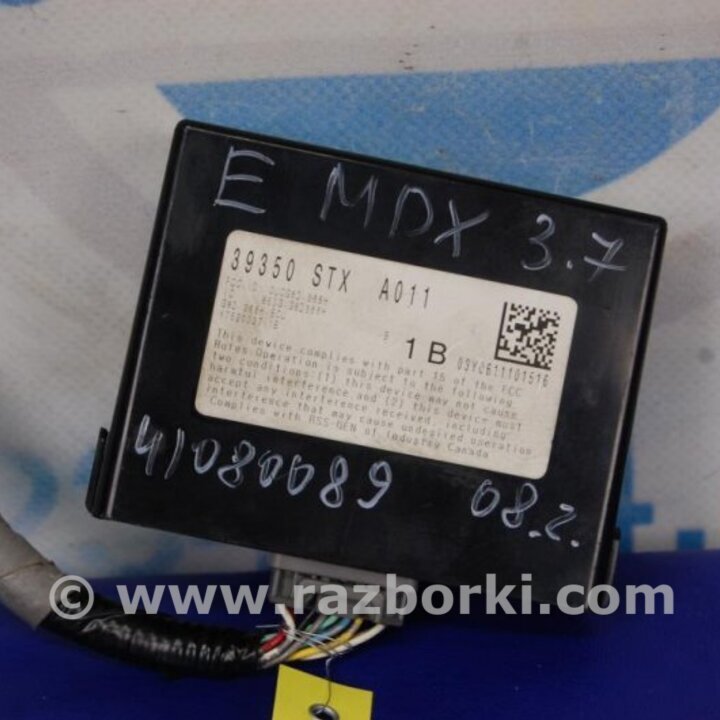 E MDX 3.7
39350 STX A011
1B 03Y0611101516
This device complies with part 15 of the FCC
Rules.Operation is subject to the following
two conditions:(1) this device may not cause
harmful interference and (2) this device must
accept any interference received, including
interference that may cause undesired operation
Complies with RSS-GEN of Industry Canada
41080089 08.2.
© www.razborki.com